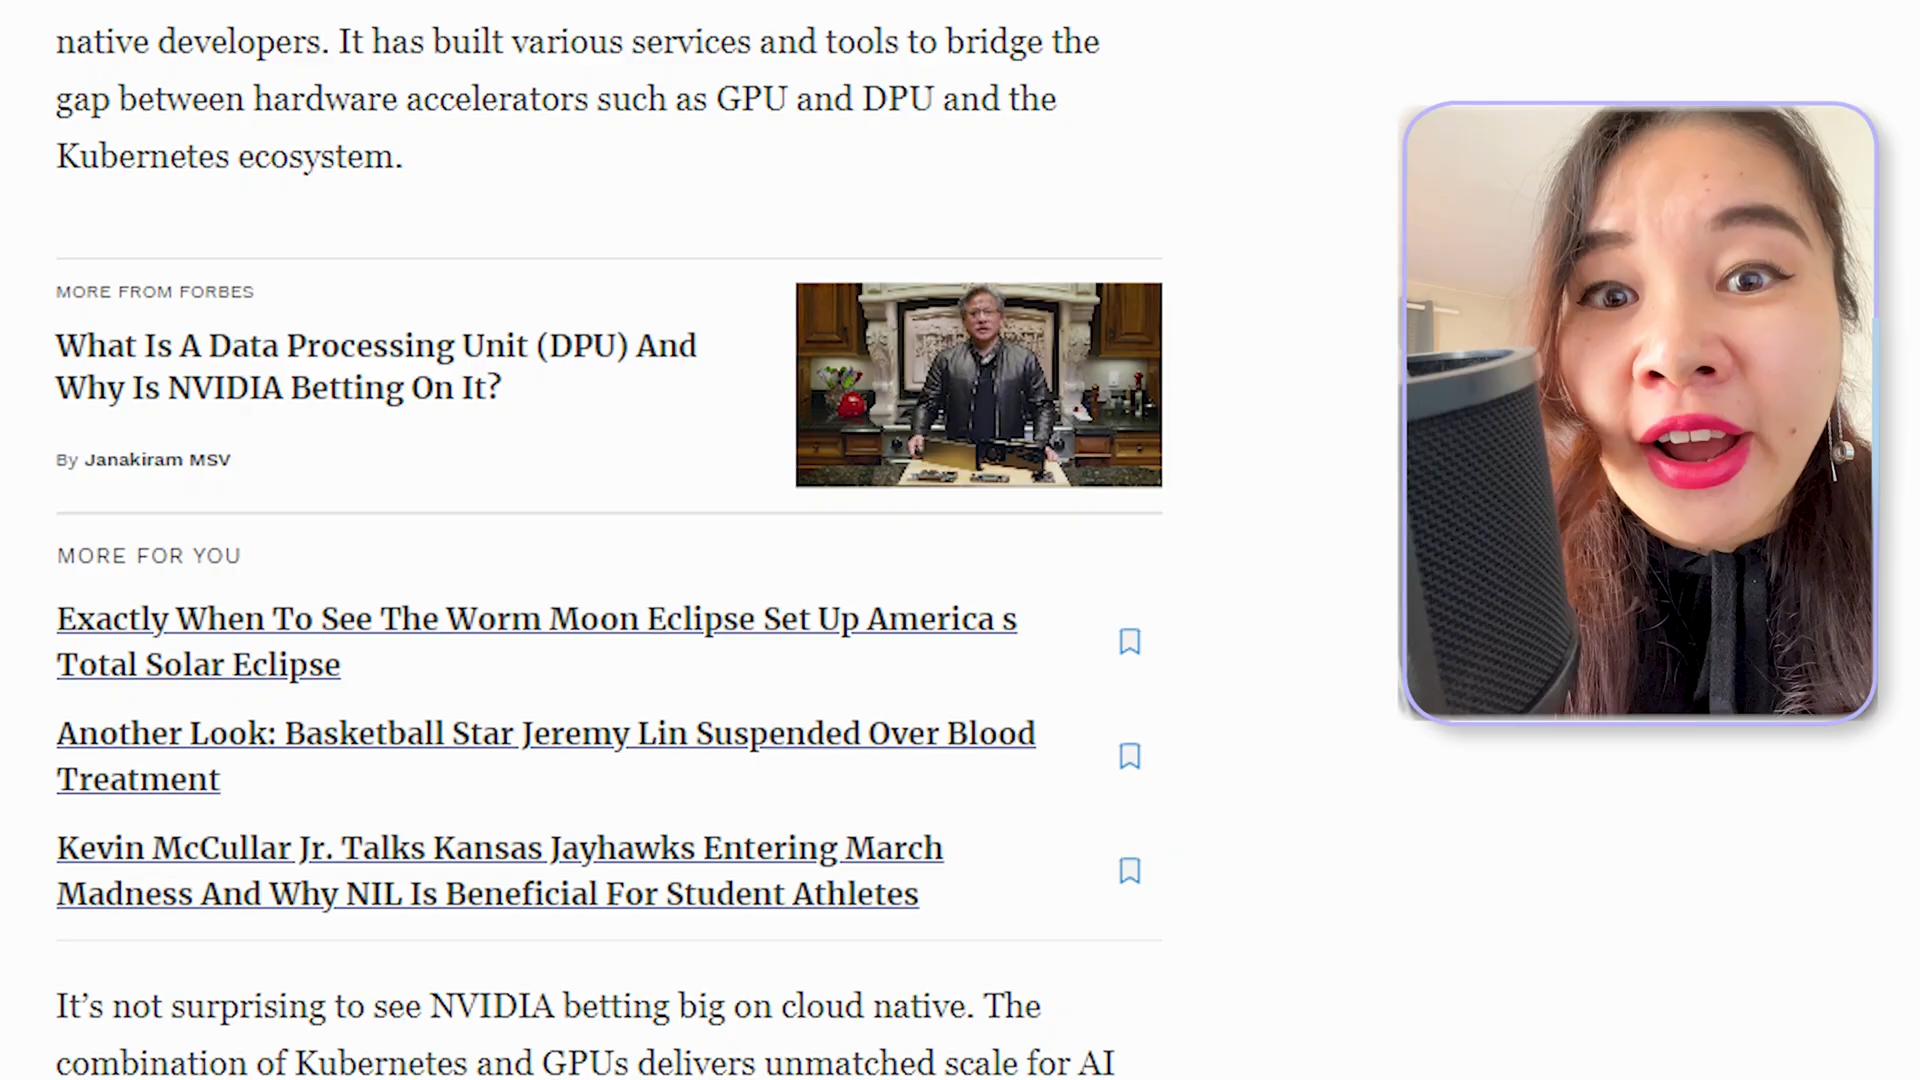 native developers. It has built various services and tools to bridge the
gap between hardware accelerators such as GPU and DPU and the
Kubernetes ecosystem.
MORE FROM FORBES
What Is A Data Processing Unit (DPU) And
Why Is NVIDIA Betting On It?
By Janakiram MSV
MORE FOR YOU
Exactly When To See The Worm Moon Eclipse Set Up America s
Total Solar Eclipse
Another Look: Basketball Star Jeremy Lin Suspended Over Blood
Treatment
Kevin McCullar Jr. Talks Kansas Jayhawks Entering March
Madness And Why NIL Is Beneficial For Student Athletes
It’s not surprising to see NVIDIA betting big on cloud native. The
combination of Kubernetes and GPUs delivers unmatched scale for AI